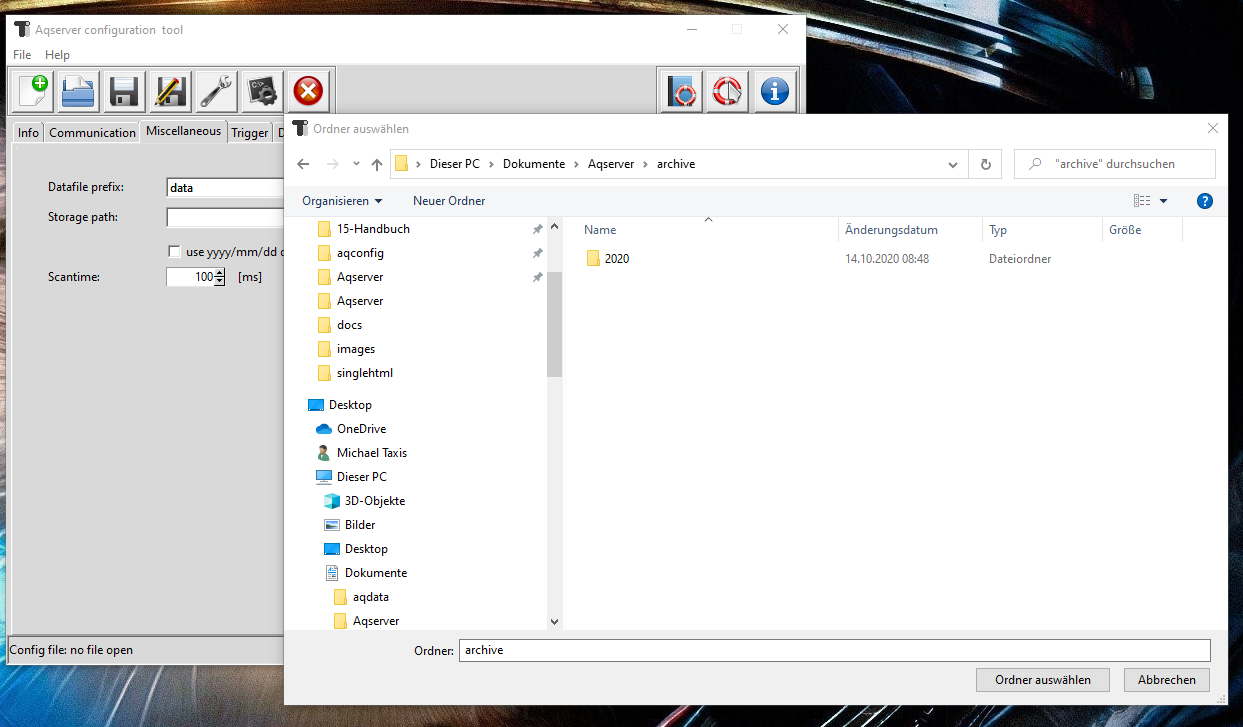 Aqserver configuration tool
File Help
Info Communication Miscellaneous Trigger D
Datafile prefix: data
Storage path:
use yyyy/mm/dd
Scantime: 100 [ms]
Config file: no file open
Ordner auswählen
Dieser PC > Dokumente > Aqserver > archive
"archive" durchsuchen
Organisieren Neuer Ordner
15-Handbuch
aqconfig
Aqserver
Aqserver
docs
images
singlehtml
Desktop
OneDrive
Michael Taxis
Dieser PC
3D-Objekte
Bilder
Desktop
Dokumente
aqdata
Aqserver
Name Änderungsdatum Typ Größe
2020 14.10.2020 08:48 Dateiordner
Ordner: archive
Ordner auswählen Abbrechen